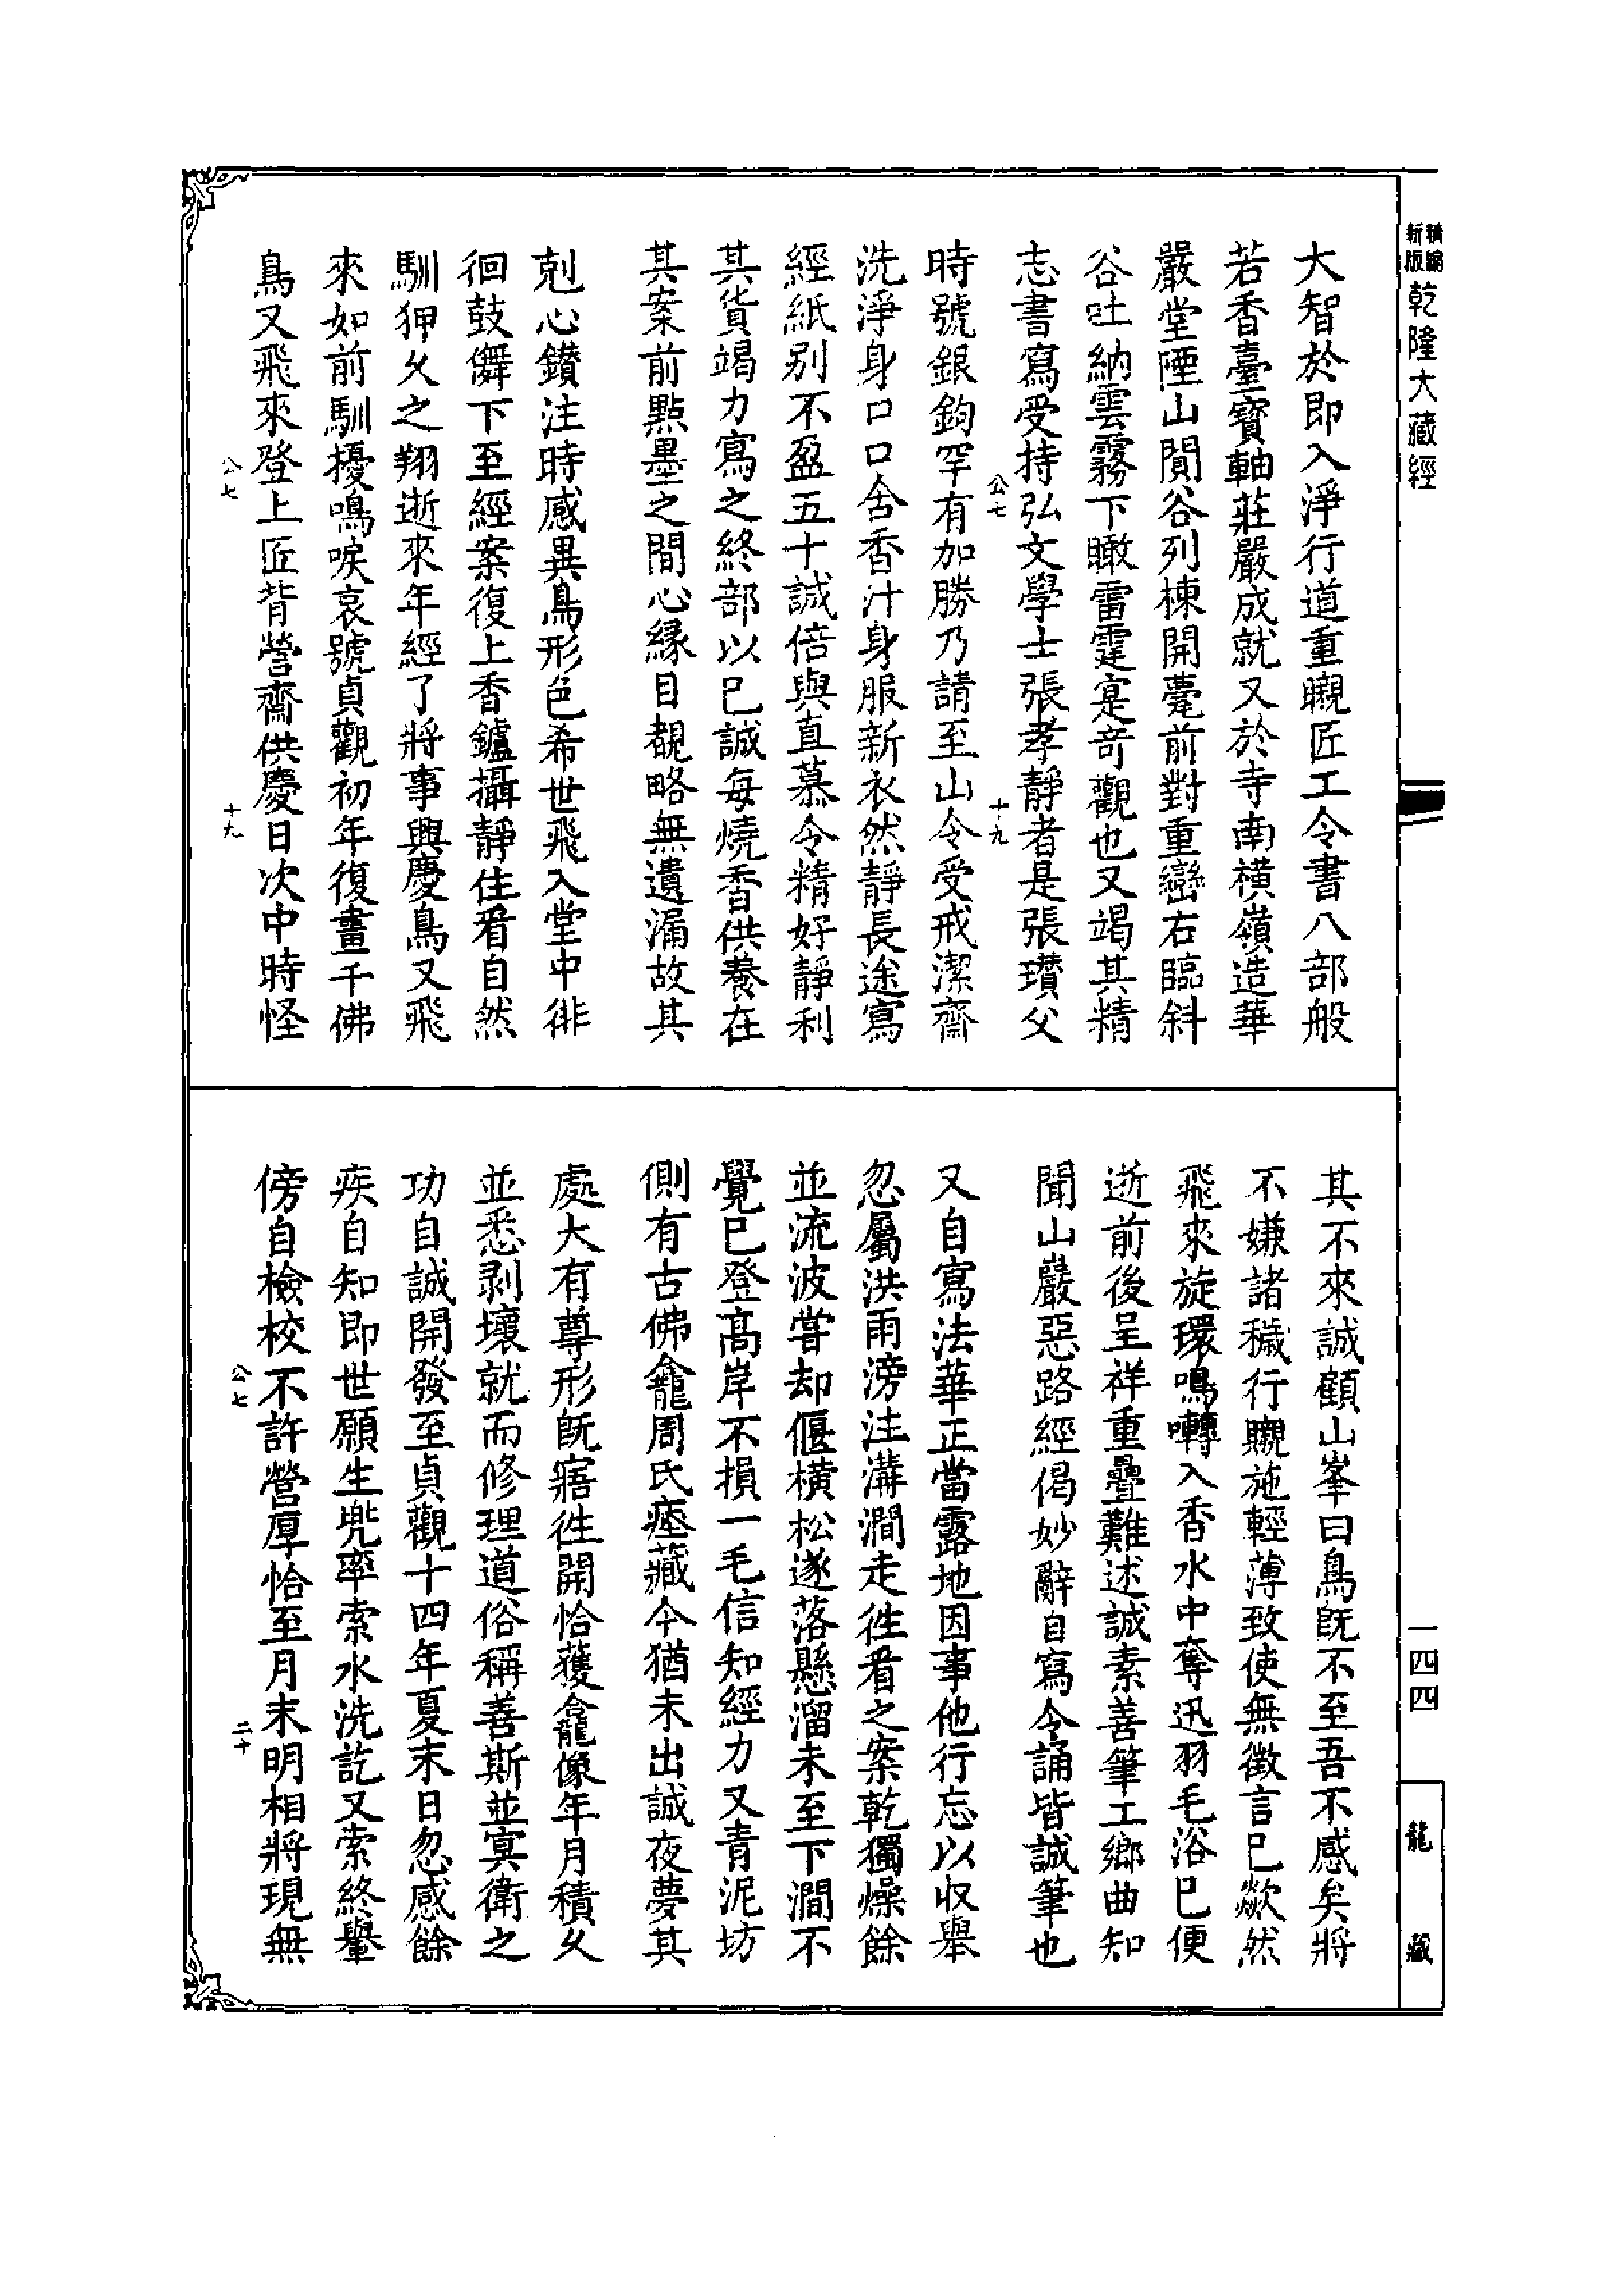 精編
新版
乾隆大藏經
大智於即入淨行道重瞡匠工令書八部般
若香臺寶軸莊嚴成就又於寺南橫嶺造華
嚴堂陻山閴谷列棟開甍前對重巒右臨斜
谷吐納雲霧下瞰雷霆寔奇觀也又竭其精
志書寫受持弘文學士張孝靜者是張瓚父
公七
十九
時號銀鉤罕有加勝乃請至山令受戒潔齋
洗淨身口口含香汁身服新衣然靜長途寫
經紙別不盈五十誠倍與直慕令精好靜利
其貨竭力寫之終部以已誠每燒香供養在
其案前點墨之間心緣目覩略無遺漏故其
剋心鑽注時感異鳥形色希世飛入堂中徘
徊鼓儛下至經案復上香鑪攝靜住看自然
馴狎久之翔逝來年經了將事興慶鳥又飛
來如前馴擾鳴唳哀號貞觀初年復畫千佛
鳥又飛來登上匠背營齋供慶日次中時怪
公七
十九
其不來誠顧山峯曰鳥旣不至吾不感矣將
不嫌諸穢行矙施輕薄致使無徵言已歘然
飛來旋環鳴囀入香水中奪迅羽毛浴已便
逝前後呈祥重疊難述誠素善筆工鄉曲知
聞山巖惡路經偈妙辭自寫令誦皆誠筆也
又自寫法華正當露地因事他行忘以收舉
忽屬洪雨滂注溝澗走徃看之案乾獨燥餘
並流波嘗却偃橫松遂落懸溜未至下澗不
覺已登高岸不損一毛信知經力又青泥坊
側有古佛龕周氏瘞藏今猶未出誠夜夢其
處大有尊形旣寤徃開恰獲龕像年月積久
並悉剥壞就而修理道俗稱善斯並冥衛之
功自誠開發至貞觀十四年夏末日忽感餘
疾自知即世願生兠率索水洗訖又索終輂
傍自檢校不許營厚恰至月末明相將現無
公七
二十
一四四
龍藏